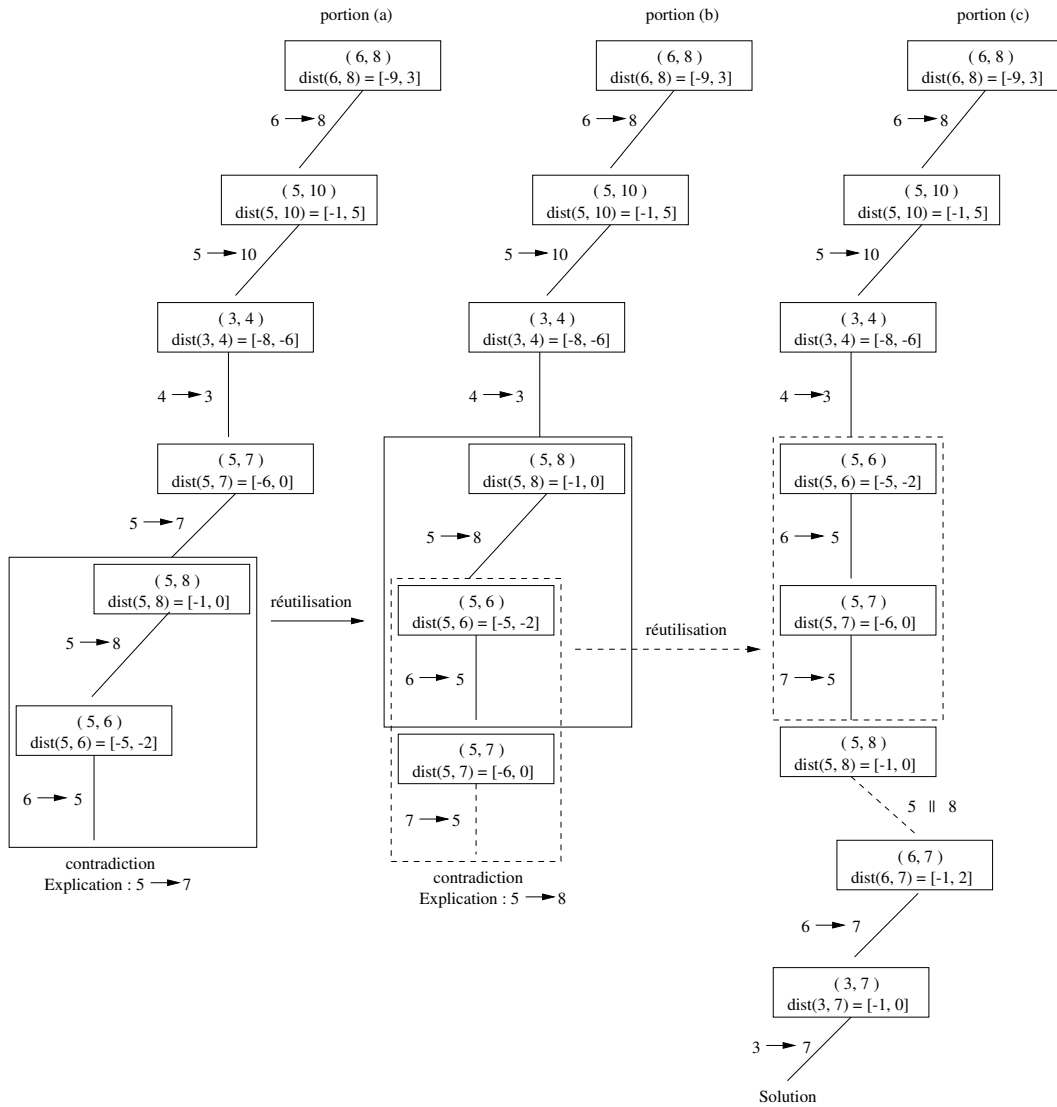 portion (a)
( 6, 8 )
dist(6, 8) = [-9, 3]
6 → 8
( 5, 10 )
dist(5, 10) = [-1, 5]
5 → 10
( 3, 4 )
dist(3, 4) = [-8, -6]
4 → 3
( 5, 7 )
dist(5, 7) = [-6, 0]
5 → 7
( 5, 8 )
dist(5, 8) = [-1, 0]
5 → 8
( 5, 6 )
dist(5, 6) = [-5, -2]
6 → 5
contradiction
Explication : 5 → 7
réutilisation
portion (b)
( 6, 8 )
dist(6, 8) = [-9, 3]
6 → 8
( 5, 10 )
dist(5, 10) = [-1, 5]
5 → 10
( 3, 4 )
dist(3, 4) = [-8, -6]
4 → 3
( 5, 8 )
dist(5, 8) = [-1, 0]
5 → 8
( 5, 6 )
dist(5, 6) = [-5, -2]
6 → 5
( 5, 7 )
dist(5, 7) = [-6, 0]
7 → 5
contradiction
Explication : 5 → 8
réutilisation
portion (c)
( 6, 8 )
dist(6, 8) = [-9, 3]
6 → 8
( 5, 10 )
dist(5, 10) = [-1, 5]
5 → 10
( 3, 4 )
dist(3, 4) = [-8, -6]
4 → 3
( 5, 6 )
dist(5, 6) = [-5, -2]
6 → 5
( 5, 7 )
dist(5, 7) = [-6, 0]
7 → 5
( 5, 8 )
dist(5, 8) = [-1, 0]
5 || 8
( 6, 7 )
dist(6, 7) = [-1, 2]
6 → 7
( 3, 7 )
dist(3, 7) = [-1, 0]
3 → 7
Solution